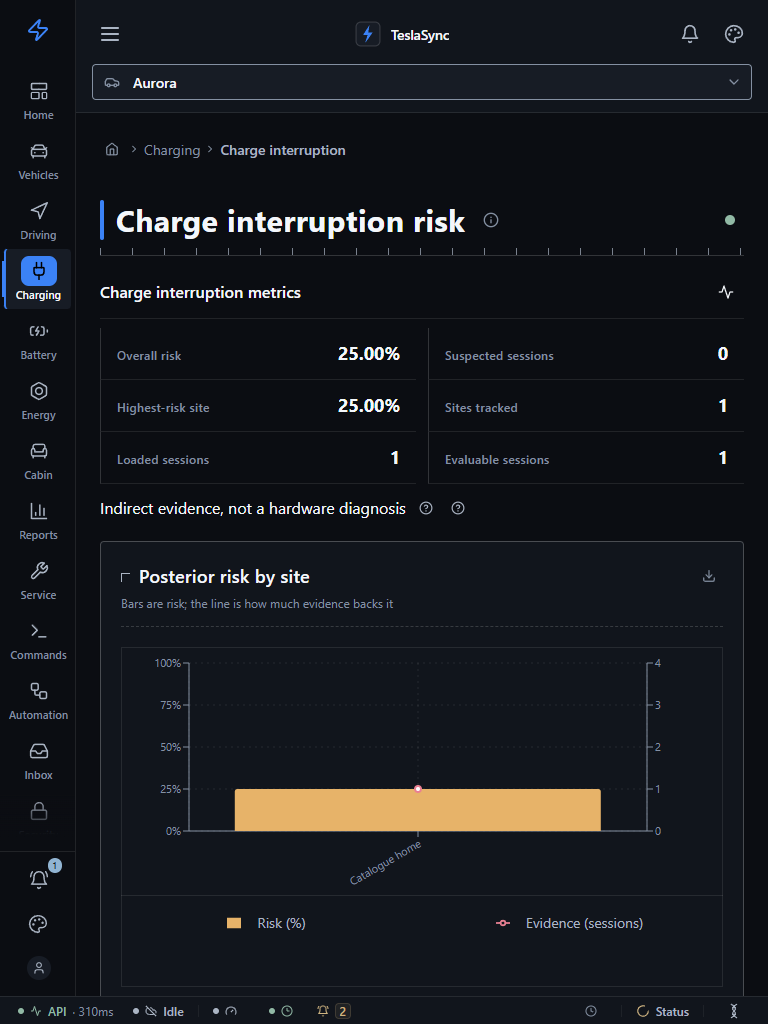 TeslaSync
Aurora
Home
Vehicles
Driving
Charging
Battery
Energy
Cabin
Reports
Service
Commands
Automation
Inbox
1
Charging
Charge interruption
Charge interruption risk
Charge interruption metrics
Overall risk 25.00%
Suspected sessions 0
Highest-risk site 25.00%
Sites tracked 1
Loaded sessions 1
Evaluable sessions 1
Indirect evidence, not a hardware diagnosis
Posterior risk by site
Bars are risk; the line is how much evidence backs it
100% 4
75% 3
50% 2
25% 1
0% 0
Catalogue home
Risk (%) Evidence (sessions)
API · 310ms Idle 2 Status